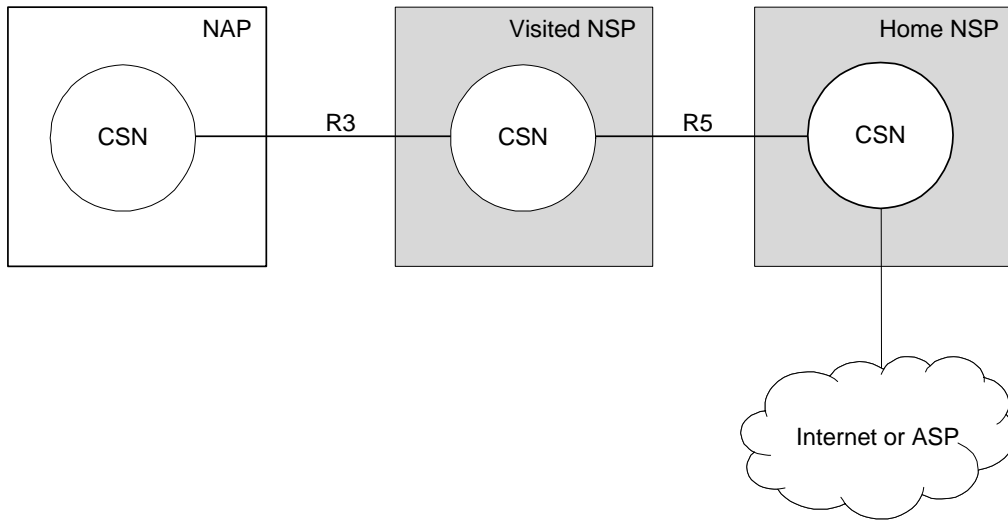 NAP
Visited NSP
Home NSP
CSN
R3
CSN
R5
CSN
Internet or ASP